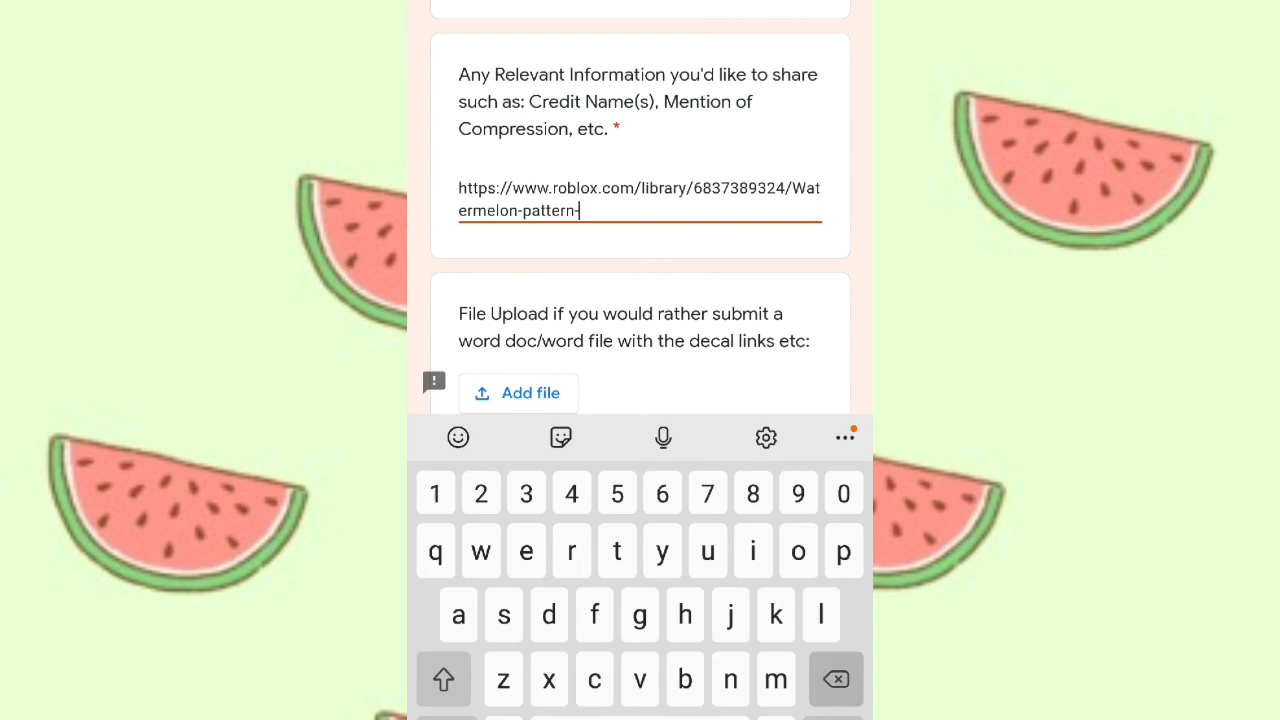 Any Relevant Information you'd like to share
such as: Credit Name(s), Mention of
Compression, etc. *
https://www.roblox.com/library/6837389324/Wat
ermelon-pattern-
File Upload if you would rather submit a
word doc/word file with the decal links etc:
Add file
1 2 3 4 5 6 7 8 9 0
q w e r t y u i o p
a s d f g h j k l
z x c v b n m